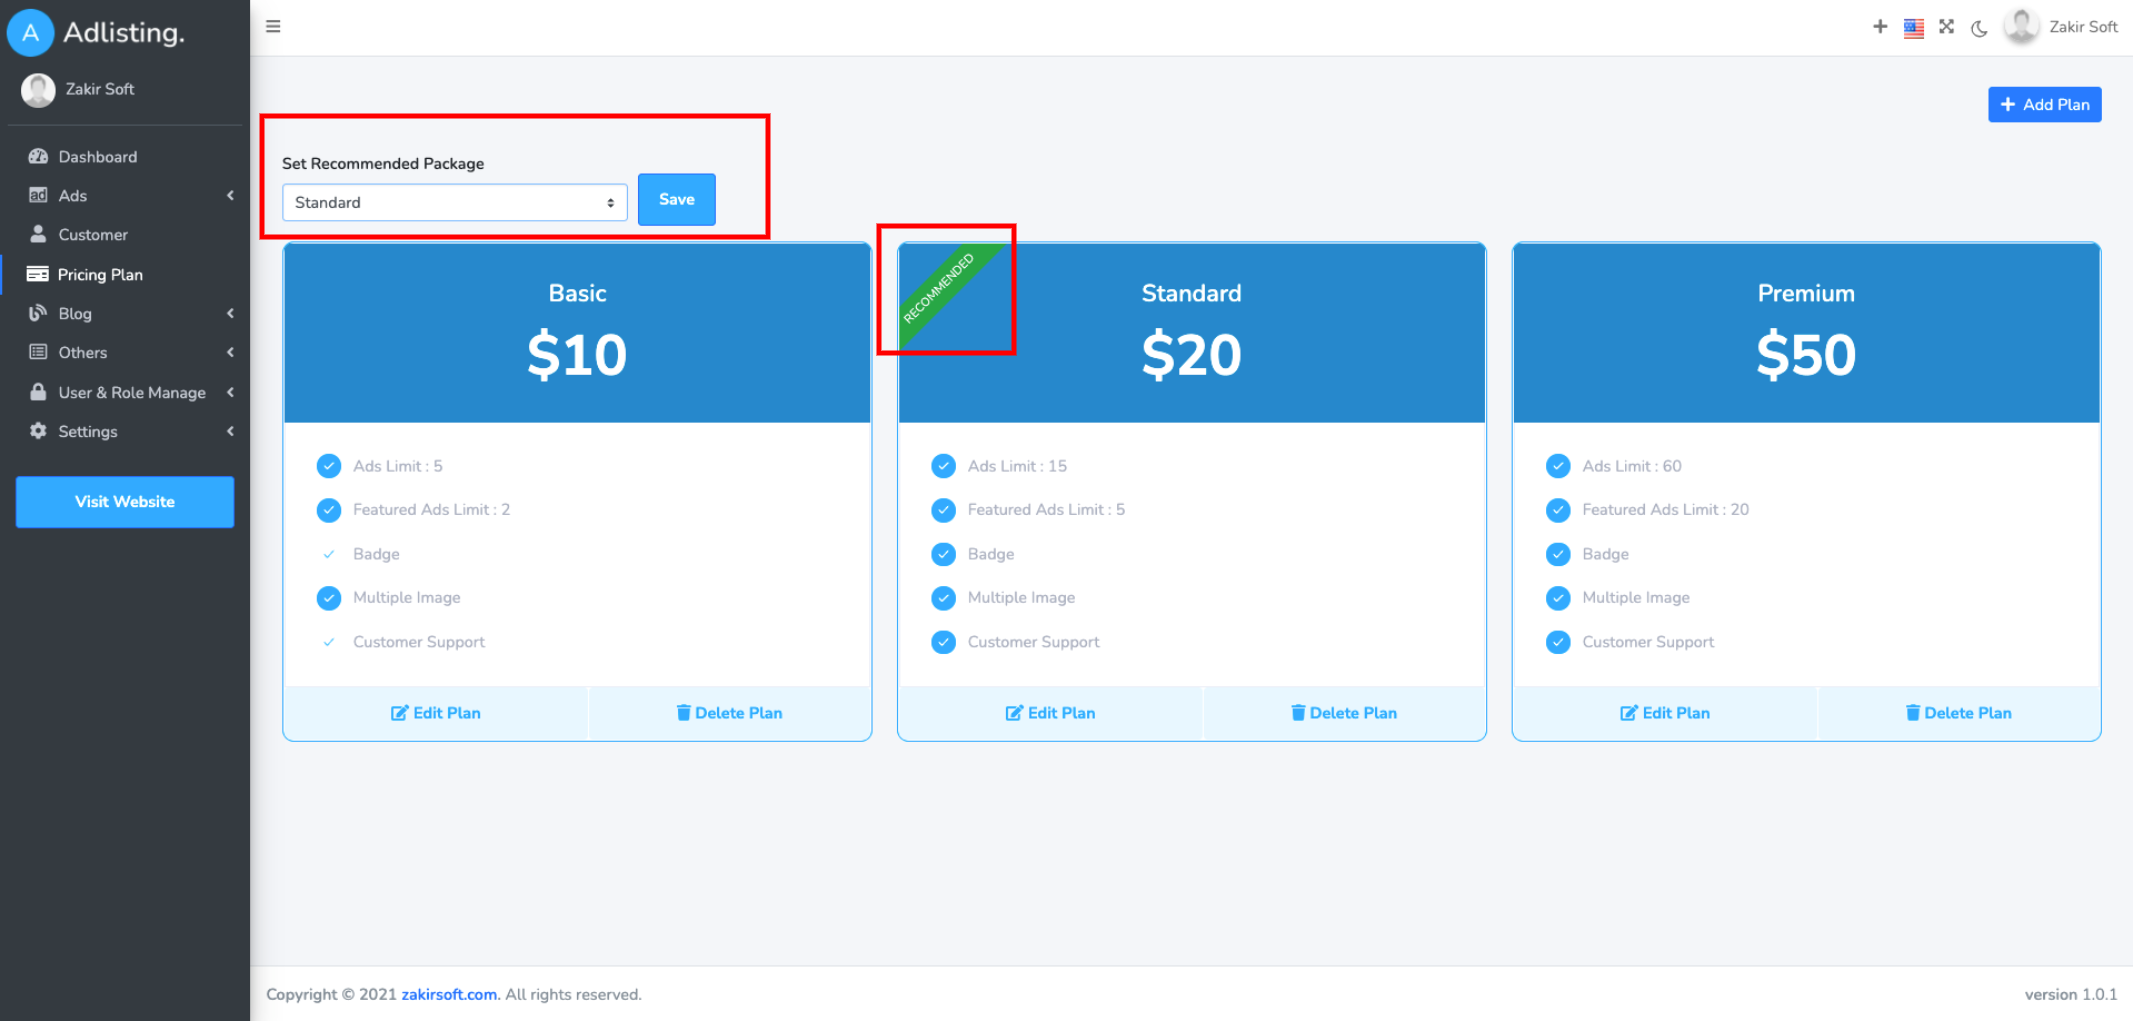 A Adlisting.
Zakir Soft
Zakir Soft
Dashboard
ad Ads
Customer
Pricing Plan
Blog
Others
User & Role Manage
Settings
Visit Website
+ Add Plan
Set Recommended Package
Standard
Save
Basic
$10
Ads Limit : 5
Featured Ads Limit : 2
Badge
Multiple Image
Customer Support
Edit Plan
Delete Plan
RECOMMENDED
Standard
$20
Ads Limit : 15
Featured Ads Limit : 5
Badge
Multiple Image
Customer Support
Edit Plan
Delete Plan
Premium
$50
Ads Limit : 60
Featured Ads Limit : 20
Badge
Multiple Image
Customer Support
Edit Plan
Delete Plan
Copyright © 2021 zakirsoft.com. All rights reserved.
version 1.0.1